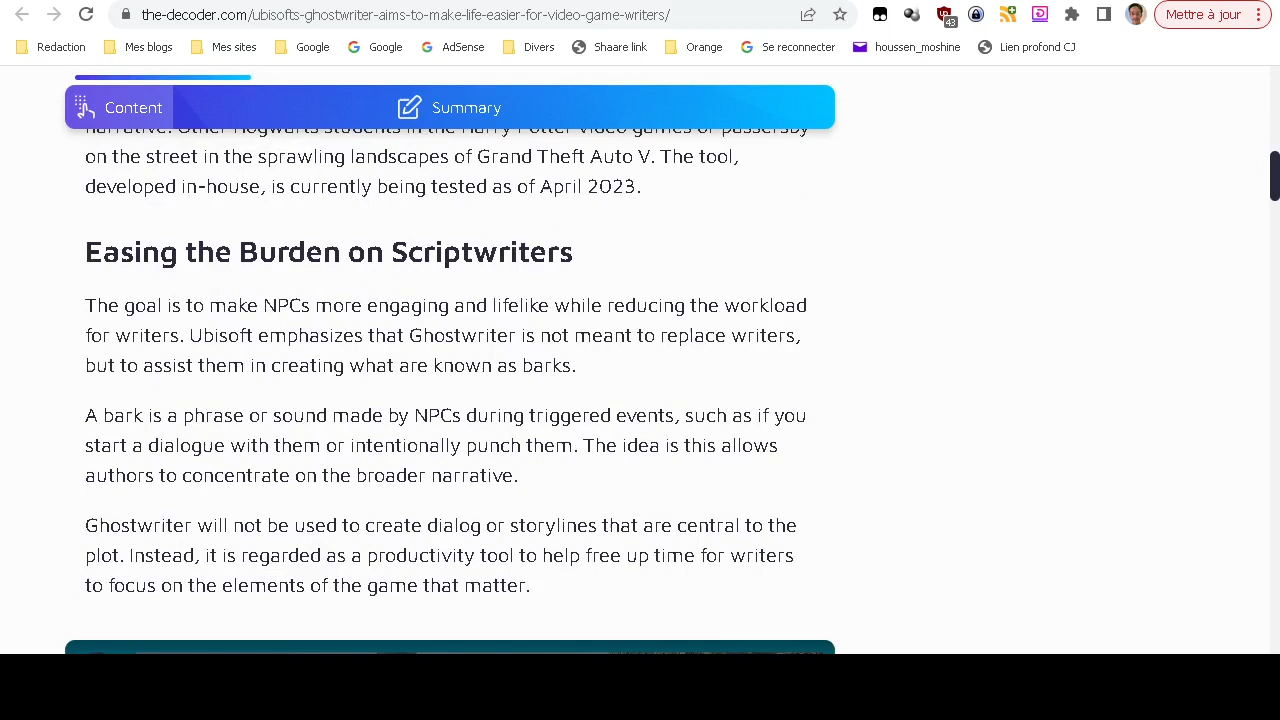 the-decoder.com/ubisofts-ghostwriter-aims-to-make-life-easier-for-video-game-writers/
43
Mettre à jour
Redaction
Mes blogs
Mes sites
Google
Google
AdSense
Divers
Shaare link
Orange
Se reconnecter
houssen_moshine
Lien profond CJ
Content
Summary
narrative. Other Hogwarts students in the Harry Potter video games or passersby
on the street in the sprawling landscapes of Grand Theft Auto V. The tool,
developed in-house, is currently being tested as of April 2023.
Easing the Burden on Scriptwriters
The goal is to make NPCs more engaging and lifelike while reducing the workload
for writers. Ubisoft emphasizes that Ghostwriter is not meant to replace writers,
but to assist them in creating what are known as barks.
A bark is a phrase or sound made by NPCs during triggered events, such as if you
start a dialogue with them or intentionally punch them. The idea is this allows
authors to concentrate on the broader narrative.
Ghostwriter will not be used to create dialog or storylines that are central to the
plot. Instead, it is regarded as a productivity tool to help free up time for writers
to focus on the elements of the game that matter.